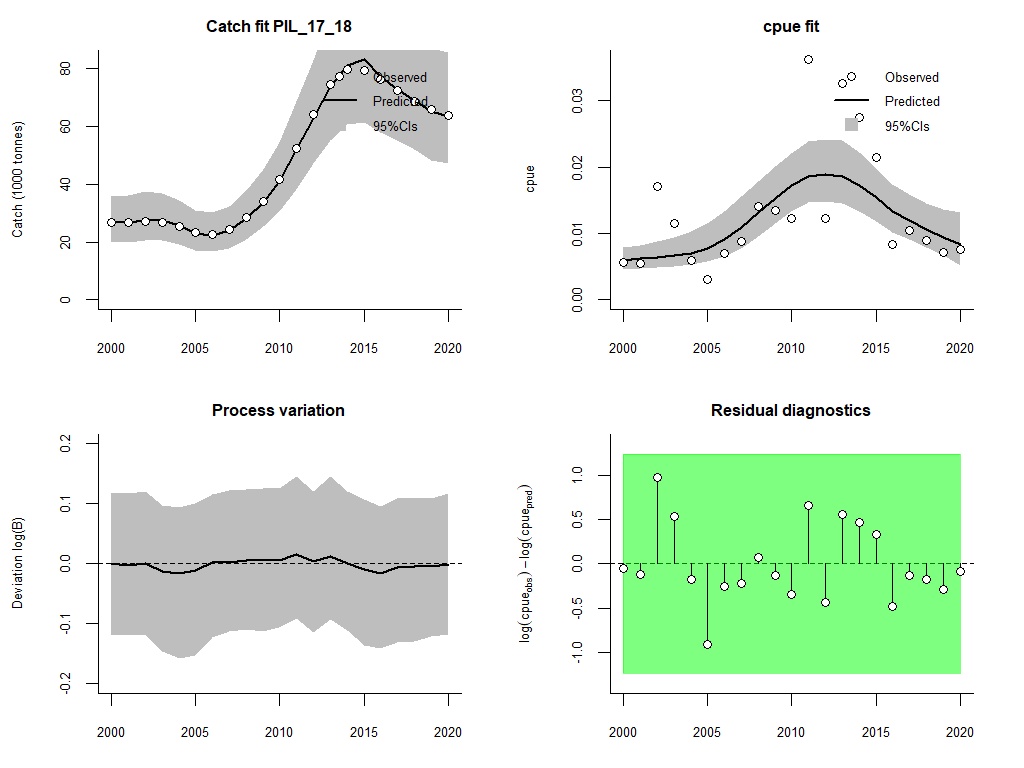 Catch fit PIL_17_18
Catch (1000 tonnes)
80
60
40
20
0
Observed
Predicted
95%CIs
2000 2005 2010 2015 2020
cpue fit
cpue
0.03
0.02
0.01
0.00
Observed
Predicted
95%CIs
2000 2005 2010 2015 2020
Process variation
Deviation log(B)
0.2
0.1
0.0
-0.1
-0.2
2000 2005 2010 2015 2020
Residual diagnostics
log(cpue_obs) − log(cpue_pred)
1.0
0.5
0.0
-0.5
-1.0
2000 2005 2010 2015 2020